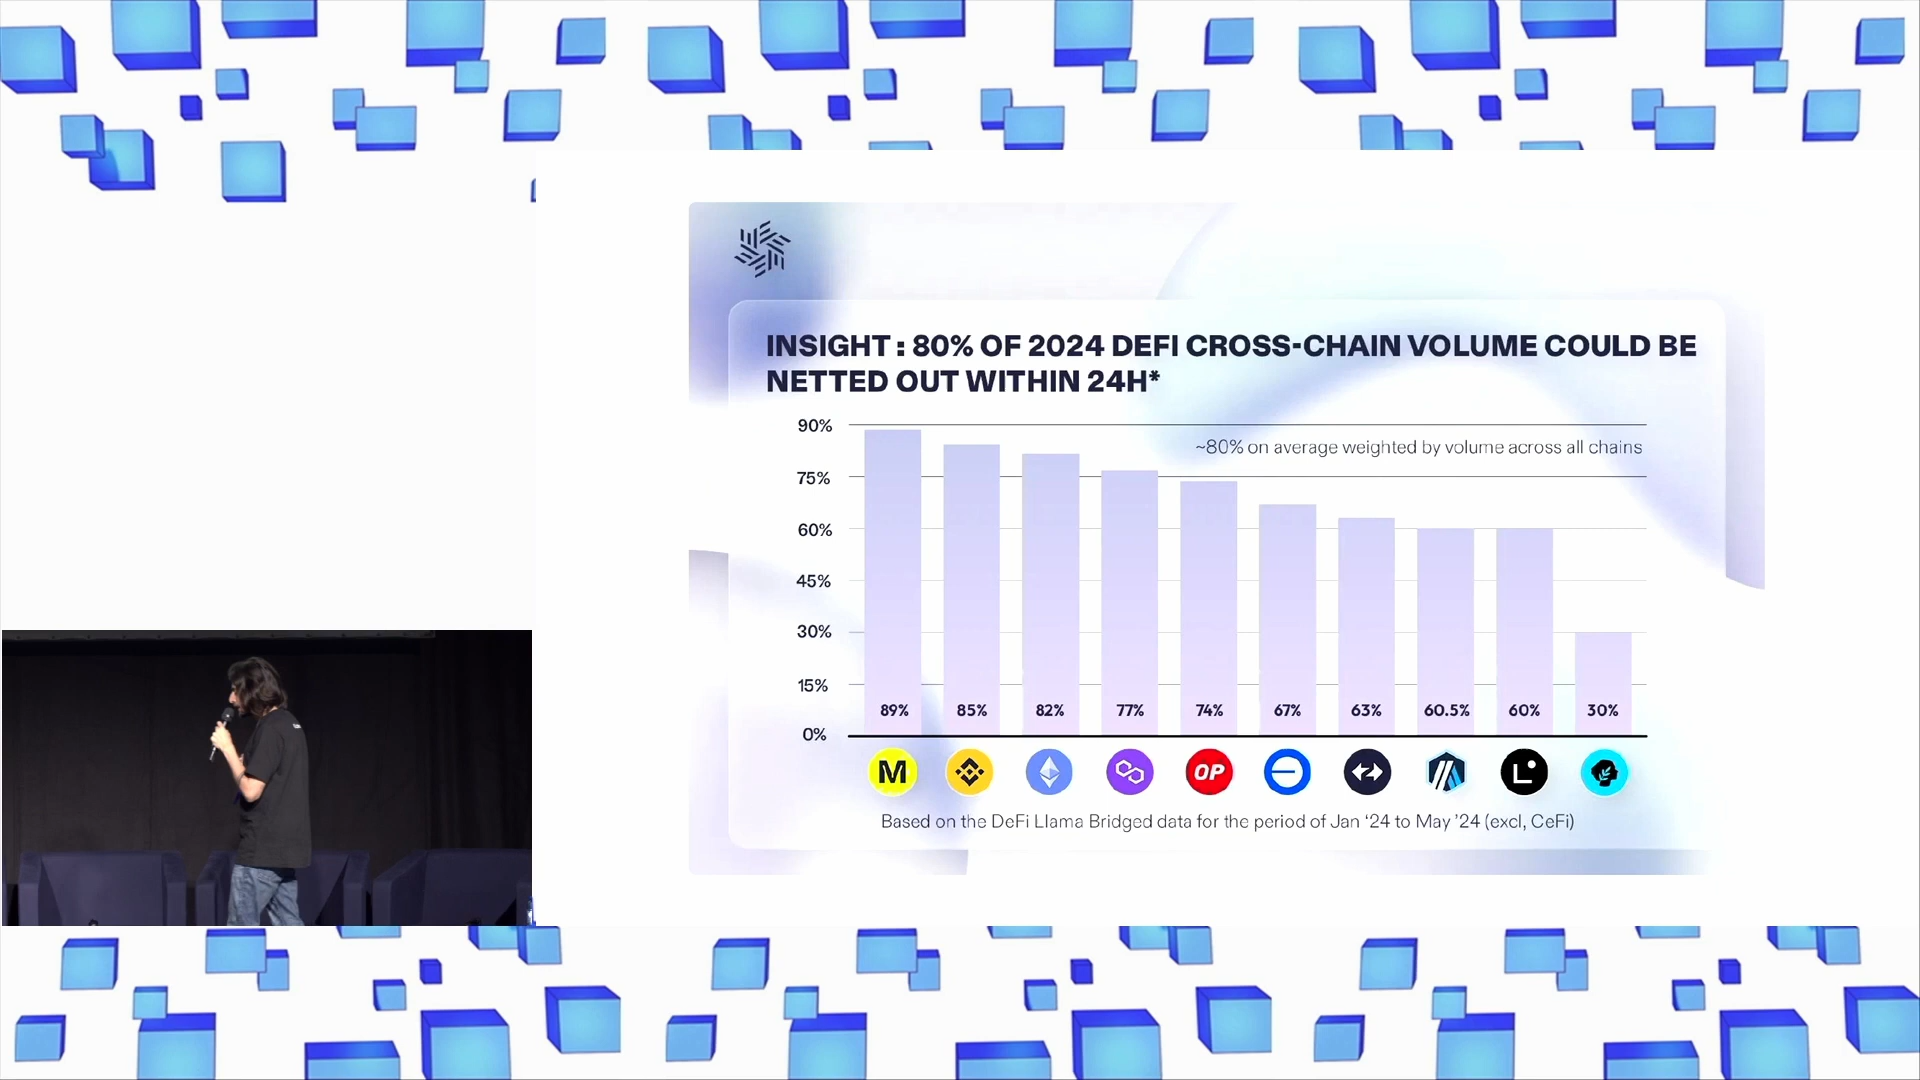 INSIGHT : 80% OF 2024 DEFI CROSS-CHAIN VOLUME COULD BE
NETTED OUT WITHIN 24H*
90%
~80% on average weighted by volume across all chains
75%
60%
45%
30%
15%
0%
89% 85% 82% 77% 74% 67% 63% 60.5% 60% 30%
M OP L
Based on the DeFi Llama Bridged data for the period of Jan ‘24 to May ’24 (excl, CeFi)